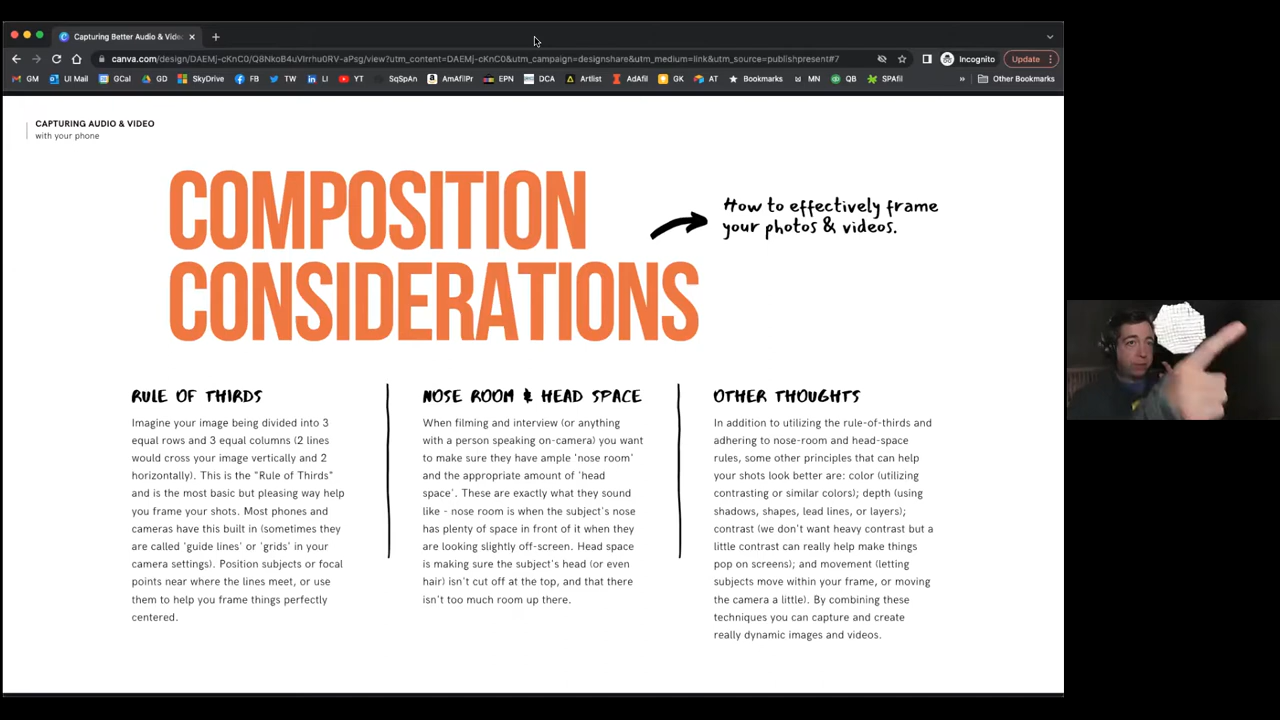 Capturing Better Audio & Vide
canva.com/design/DAEMj-cKnC0/Q8NkoB4uVIrrhu0RV-aPsg/view?utm_content=DAEMj-cKnC0&utm_campaign=designshare&utm_medium=link&utm_source=publishpresent#7
Incognito
Update
GM UI Mail GCal GD SkyDrive FB TW LI YT SqSpAn AmAfilPr EPN DCA Artlist AdAfil GK AT Bookmarks MN QB SPAfil » Other Bookmarks
CAPTURING AUDIO & VIDEO
with your phone
COMPOSITION
CONSIDERATIONS
How to effectively frame
your photos & videos.
RULE OF THIRDS
Imagine your image being divided into 3
equal rows and 3 equal columns (2 lines
would cross your image vertically and 2
horizontally). This is the "Rule of Thirds"
and is the most basic but pleasing way help
you frame your shots. Most phones and
cameras have this built in (sometimes they
are called 'guide lines' or 'grids' in your
camera settings). Position subjects or focal
points near where the lines meet, or use
them to help you frame things perfectly
centered.
NOSE ROOM & HEAD SPACE
When filming and interview (or anything
with a person speaking on-camera) you want
to make sure they have ample 'nose room'
and the appropriate amount of 'head
space'. These are exactly what they sound
like - nose room is when the subject's nose
has plenty of space in front of it when they
are looking slightly off-screen. Head space
is making sure the subject's head (or even
hair) isn't cut off at the top, and that there
isn't too much room up there.
OTHER THOUGHTS
In addition to utilizing the rule-of-thirds and
adhering to nose-room and head-space
rules, some other principles that can help
your shots look better are: color (utilizing
contrasting or similar colors); depth (using
shadows, shapes, lead lines, or layers);
contrast (we don't want heavy contrast but a
little contrast can really help make things
pop on screens); and movement (letting
subjects move within your frame, or moving
the camera a little). By combining these
techniques you can capture and create
really dynamic images and videos.